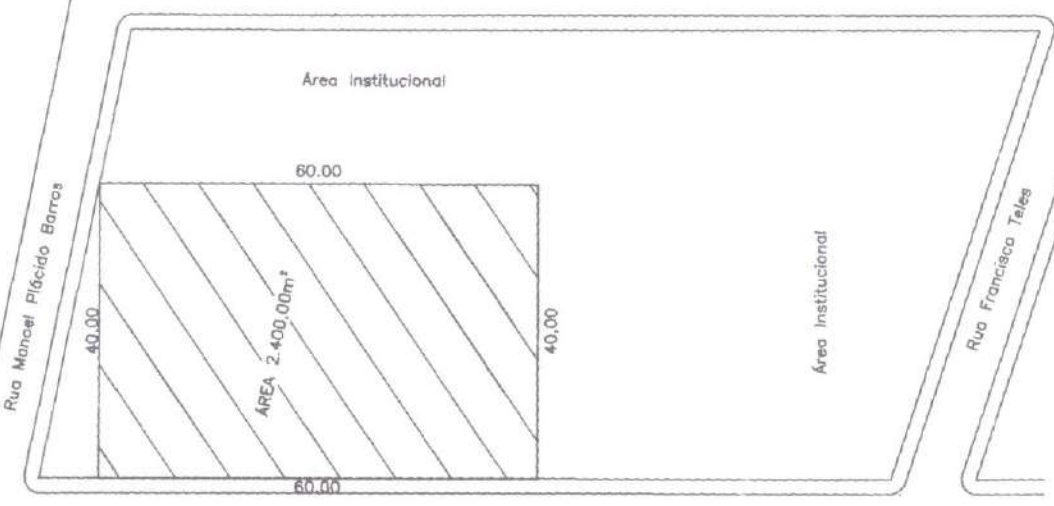 Área Institucional
60.00
Rua Manoel Plácido Barros
40.00
ÁREA 2.400,00m²
40,00
Área Institucional
Rua Francisca Teles
60.00